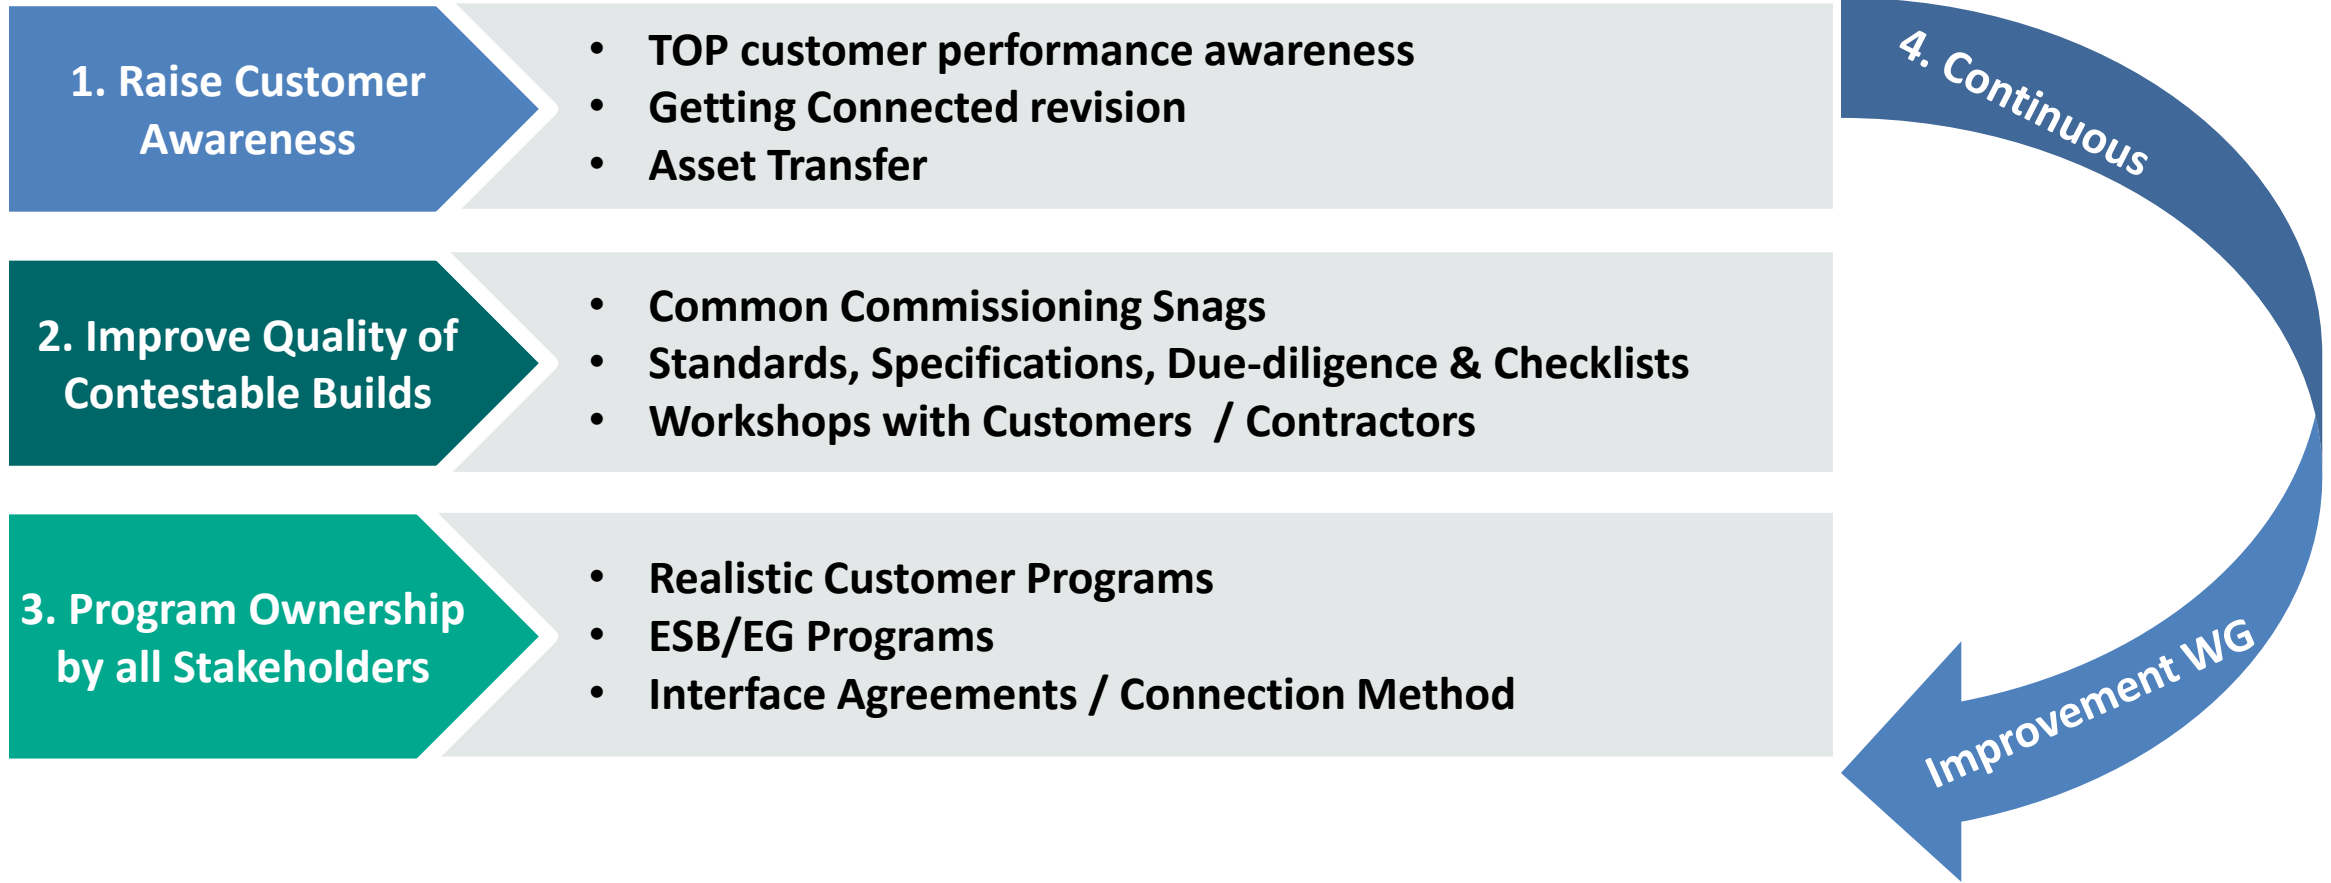 1. Raise Customer
Awareness
• TOP customer performance awareness
• Getting Connected revision
• Asset Transfer
2. Improve Quality of
Contestable Builds
• Common Commissioning Snags
• Standards, Specifications, Due-diligence & Checklists
• Workshops with Customers / Contractors
3. Program Ownership
by all Stakeholders
• Realistic Customer Programs
• ESB/EG Programs
• Interface Agreements / Connection Method
4. Continuous
Improvement WG